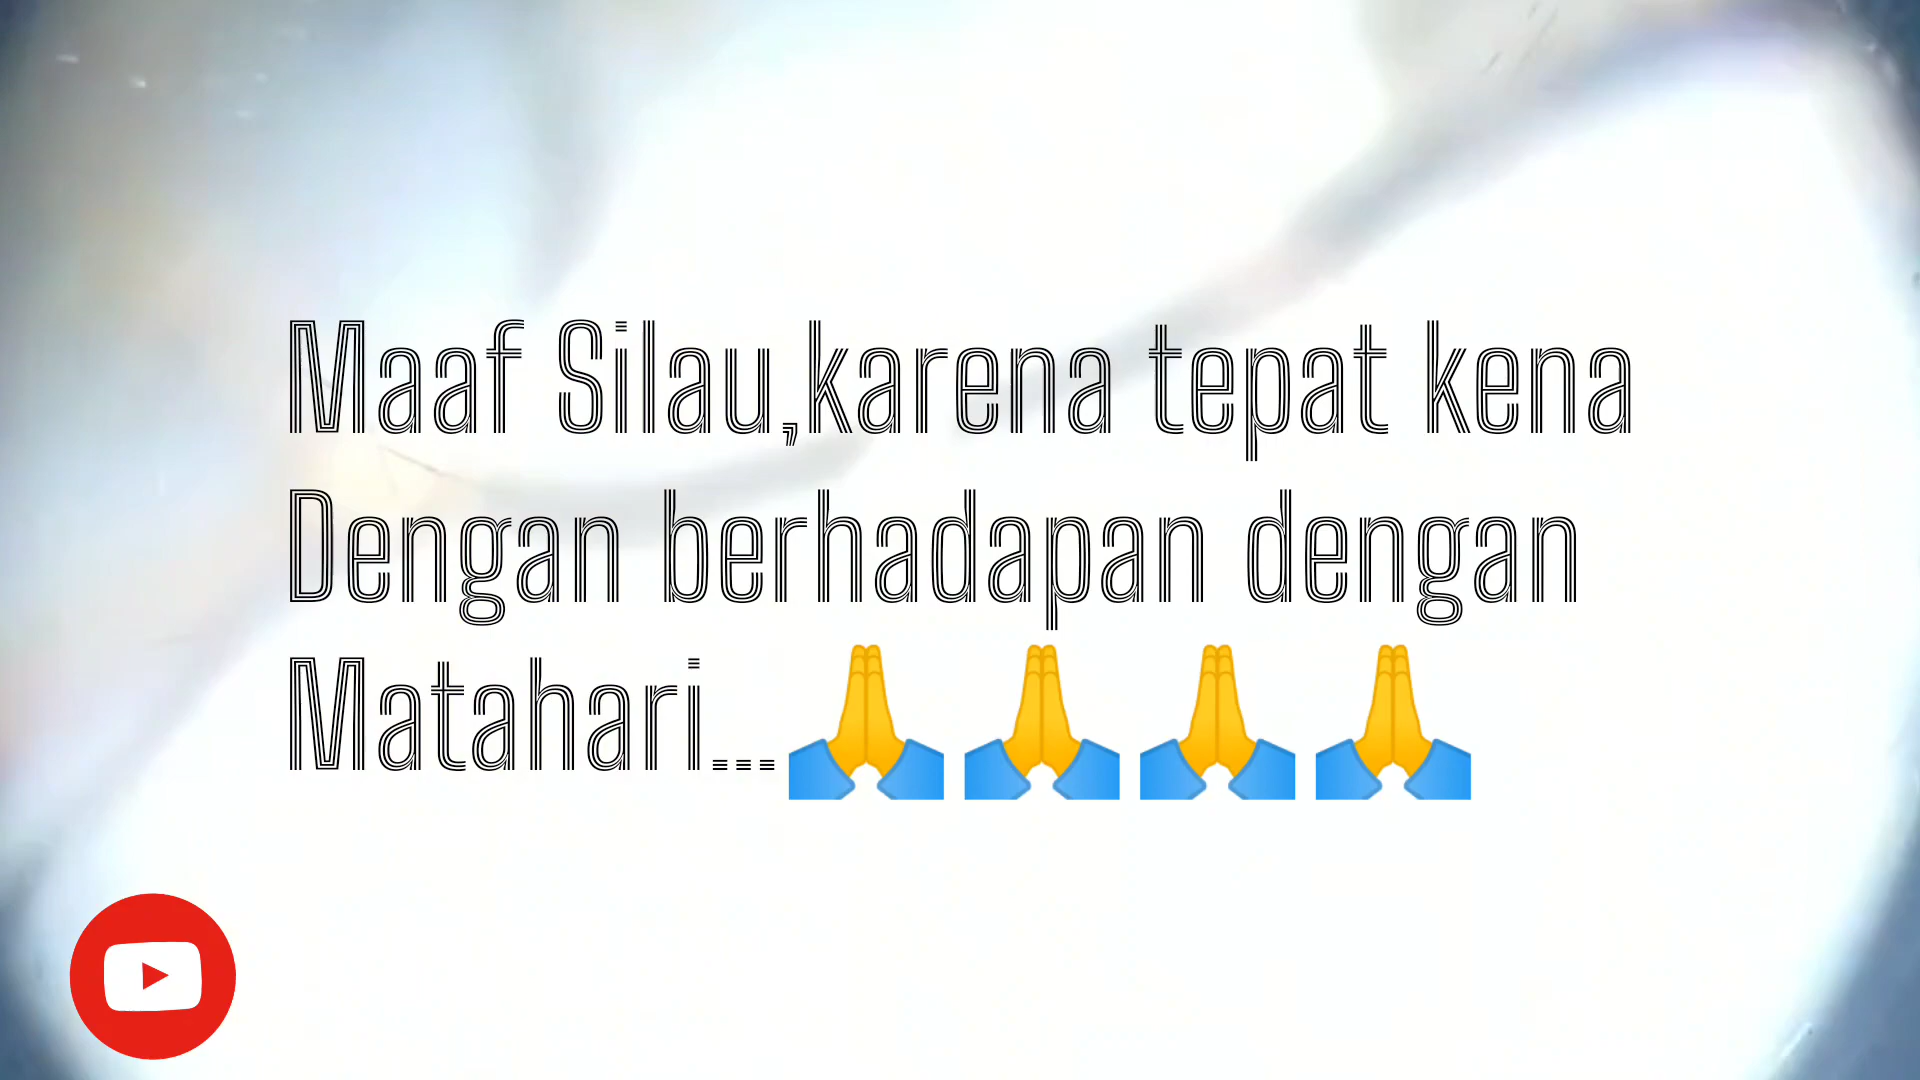 Maaf Silau,karena tepat kena
Dengan berhadapan dengan
Matahari...🙏🙏🙏🙏